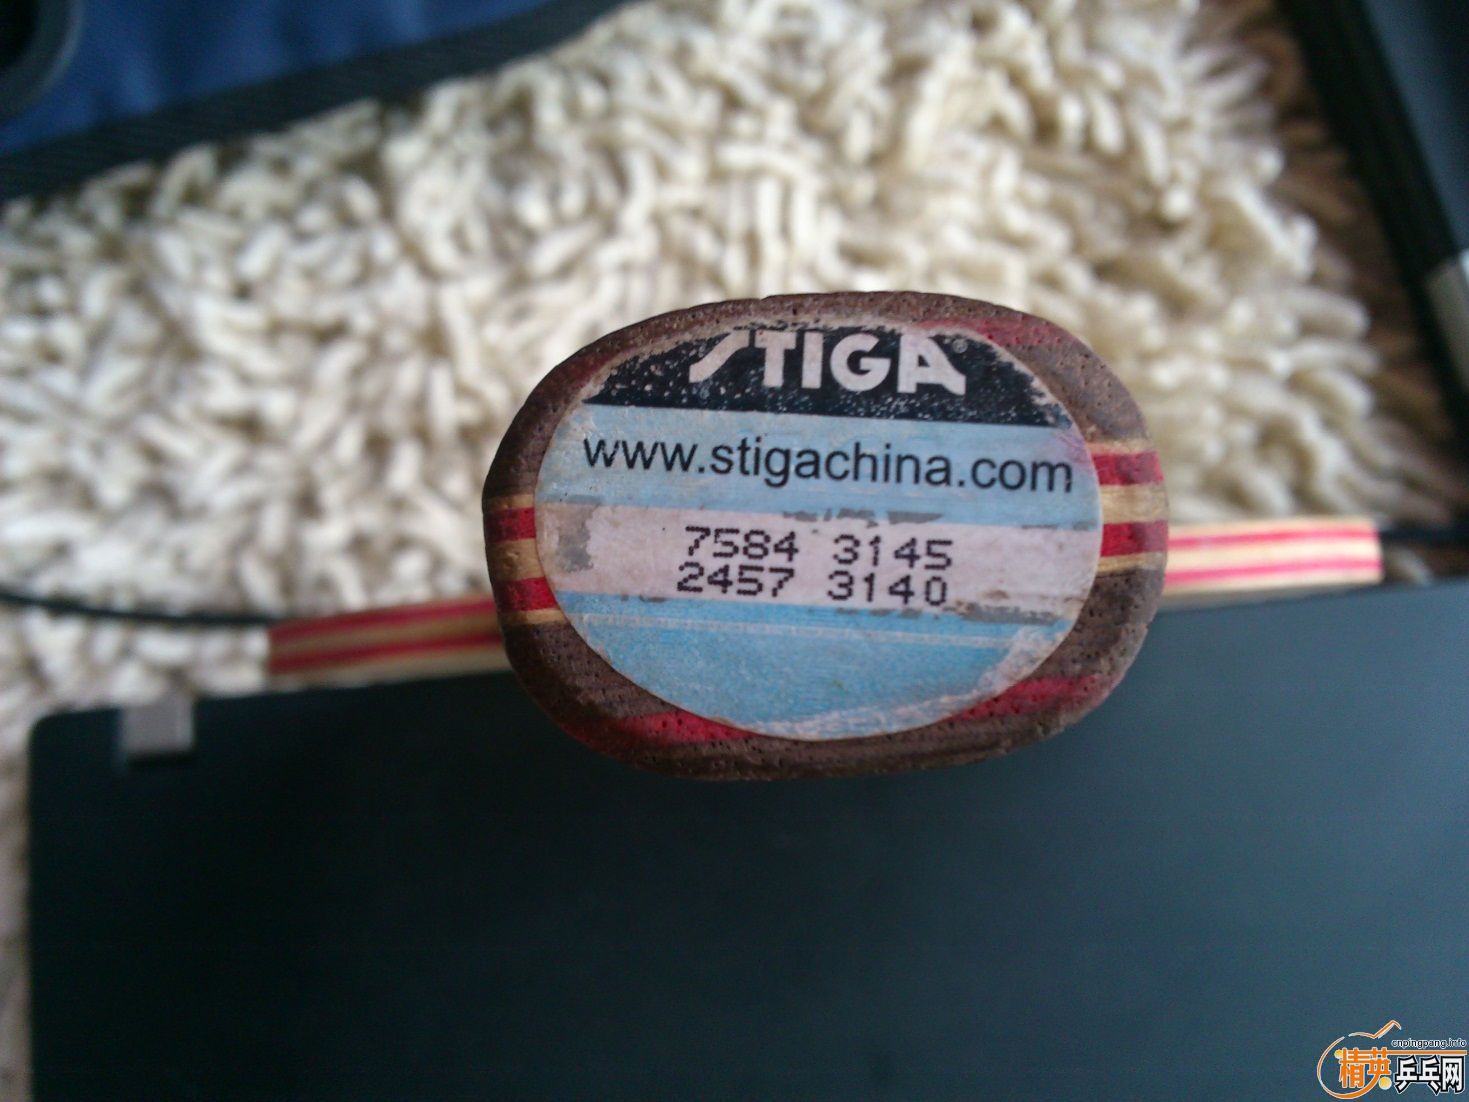 STIGA®
www.stigachina.com
7584 3145
2457 3140
cnpingpang.info
精英乒乓网